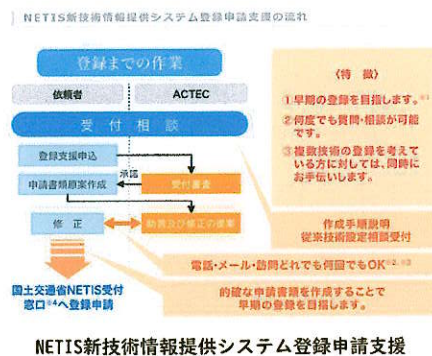 NETIS新技術情報提供システム登録申請支援の流れ
登録までの作業
依頼者
ACTEC
受付相談
登録支援申込
申請書類原案作成
承諾
受付審査
修正
助言及び修正の提案
国土交通省NETIS受付
窓口※4へ登録申請
〈特 徴〉
①早期の登録を目指します。※1
②何度でも質問・相談が可能
です。
③複数技術の登録を考えて
いる方に対しては、同時に
お手伝いします。
作成手順説明
従来技術設定相談受付
電話・メール・訪問どれでも何回でもOK※2、※3
的確な申請書類を作成することで
早期の登録を目指します。
NETIS新技術情報提供システム登録申請支援